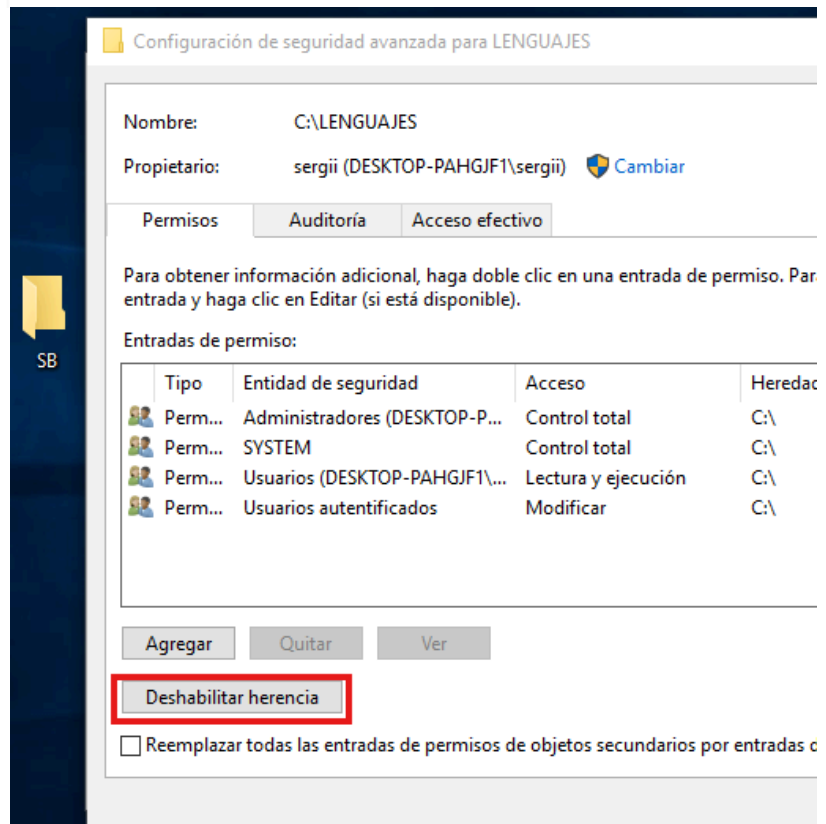 Configuración de seguridad avanzada para LENGUAJES
Nombre: C:\LENGUAJES
Propietario: sergii (DESKTOP-PAHGJF1\sergii) Cambiar
Permisos Auditoría Acceso efectivo
Para obtener información adicional, haga doble clic en una entrada de permiso. Par
entrada y haga clic en Editar (si está disponible).
SB
Entradas de permiso:
Tipo Entidad de seguridad Acceso Heredad
Perm... Administradores (DESKTOP-P... Control total C:\
Perm... SYSTEM Control total C:\
Perm... Usuarios (DESKTOP-PAHGJF1\... Lectura y ejecución C:\
Perm... Usuarios autentificados Modificar C:\
Agregar Quitar Ver
Deshabilitar herencia
Reemplazar todas las entradas de permisos de objetos secundarios por entradas d